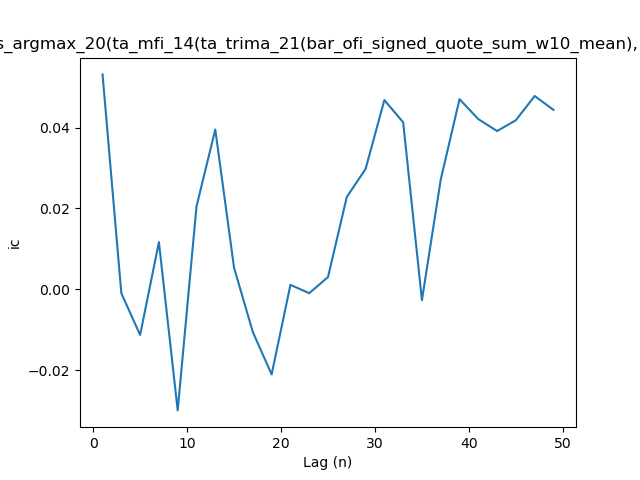 s_argmax_20(ta_mfi_14(ta_trima_21(bar_ofi_signed_quote_sum_w10_mean),
0.04
0.02
0.00
−0.02
ic
0 10 20 30 40 50
Lag (n)